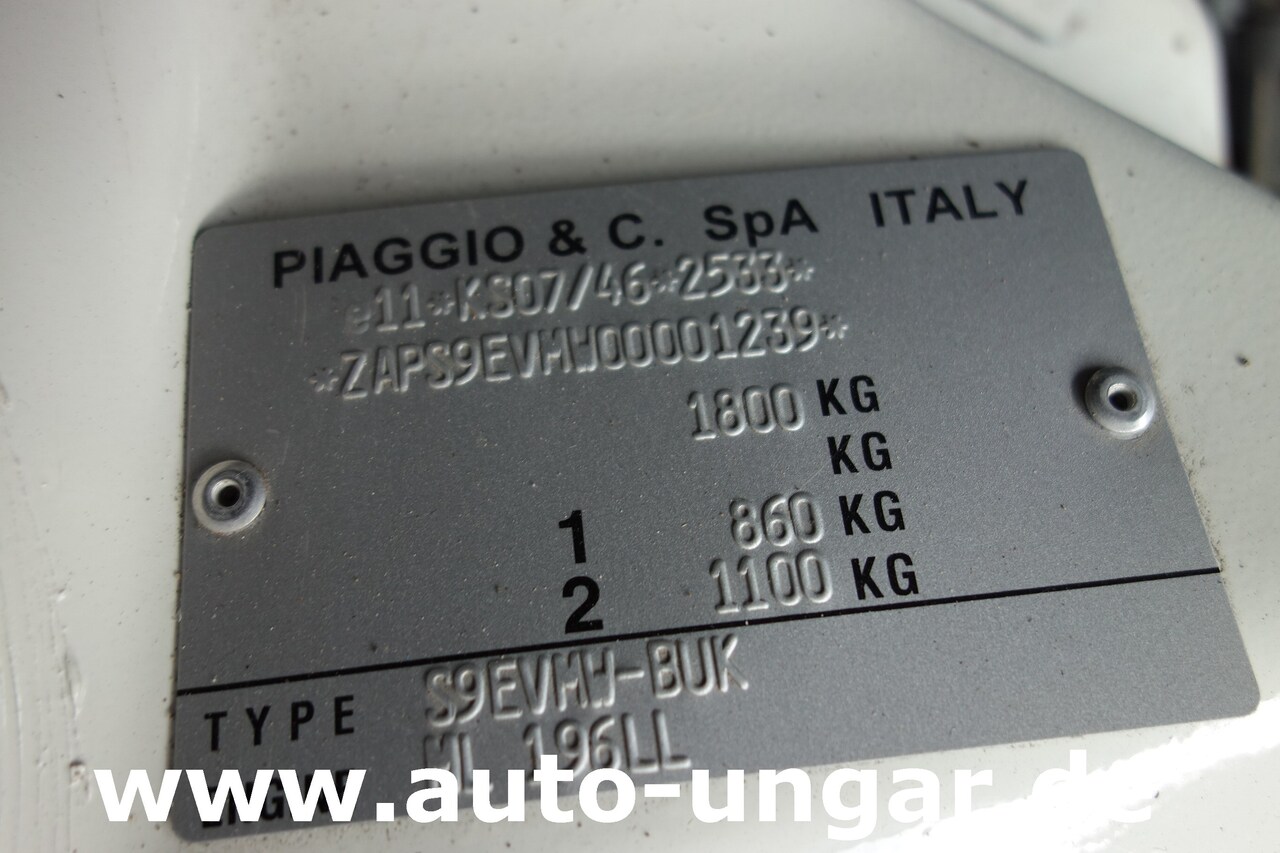 PIAGGIO & C. SpA ITALY
e11*KS07/46*2533*
*ZAPS9EVMW00001239*
1800 KG
KG
1 860 KG
2 1100 KG
TYPE S9EVMW-BUK
ENGINE ML 196LL
www.auto-ungar.de